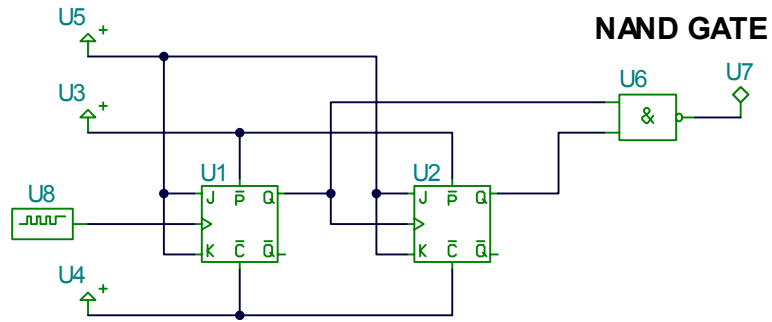 U5
+
NAND GATE
U3
+
U6
U7
&
U1
U2
J P̅ Q
J P̅ Q
U8
K C̅ Q̅
K C̅ Q̅
U4
+